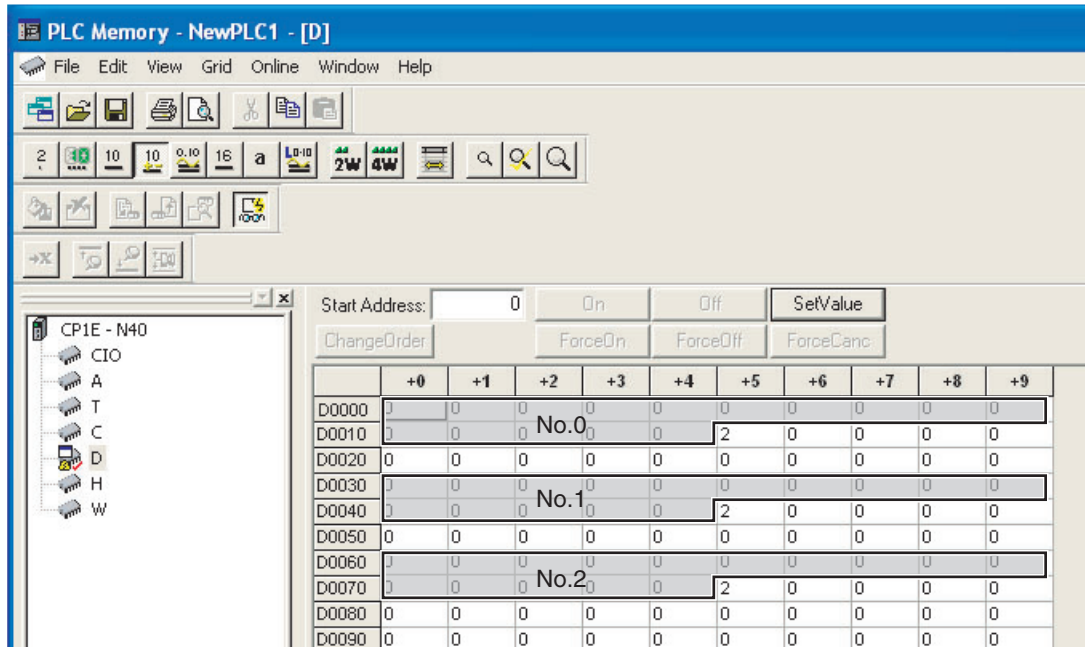 PLC Memory - NewPLC1 - [D]
File Edit View Grid Online Window Help
2 10 10 10 0.10 16 a L0-10 2W 4W
→X
Start Address: 0 On Off SetValue
ChangeOrder ForceOn ForceOff ForceCanc
CP1E - N40
CIO
A
T
C
D
H
W
+0 +1 +2 +3 +4 +5 +6 +7 +8 +9
D0000 0 0 0 0 0 0 0 0 0 0
No.0
D0010 0 0 0 0 0 2 0 0 0 0
D0020 0 0 0 0 0 0 0 0 0 0
D0030 0 0 0 0 0 0 0 0 0 0
No.1
D0040 0 0 0 0 0 2 0 0 0 0
D0050 0 0 0 0 0 0 0 0 0 0
D0060 0 0 0 0 0 0 0 0 0 0
No.2
D0070 0 0 0 0 0 2 0 0 0 0
D0080 0 0 0 0 0 0 0 0 0 0
D0090 0 0 0 0 0 0 0 0 0 0